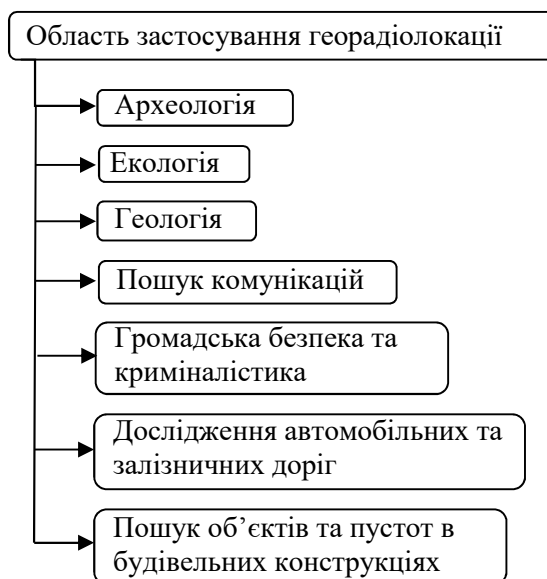 Область застосування георадіолокації
Археологія
Екологія
Геологія
Пошук комунікацій
Громадська безпека та
криміналістика
Дослідження автомобільних та
залізничних доріг
Пошук об’єктів та пустот в
будівельних конструкціях